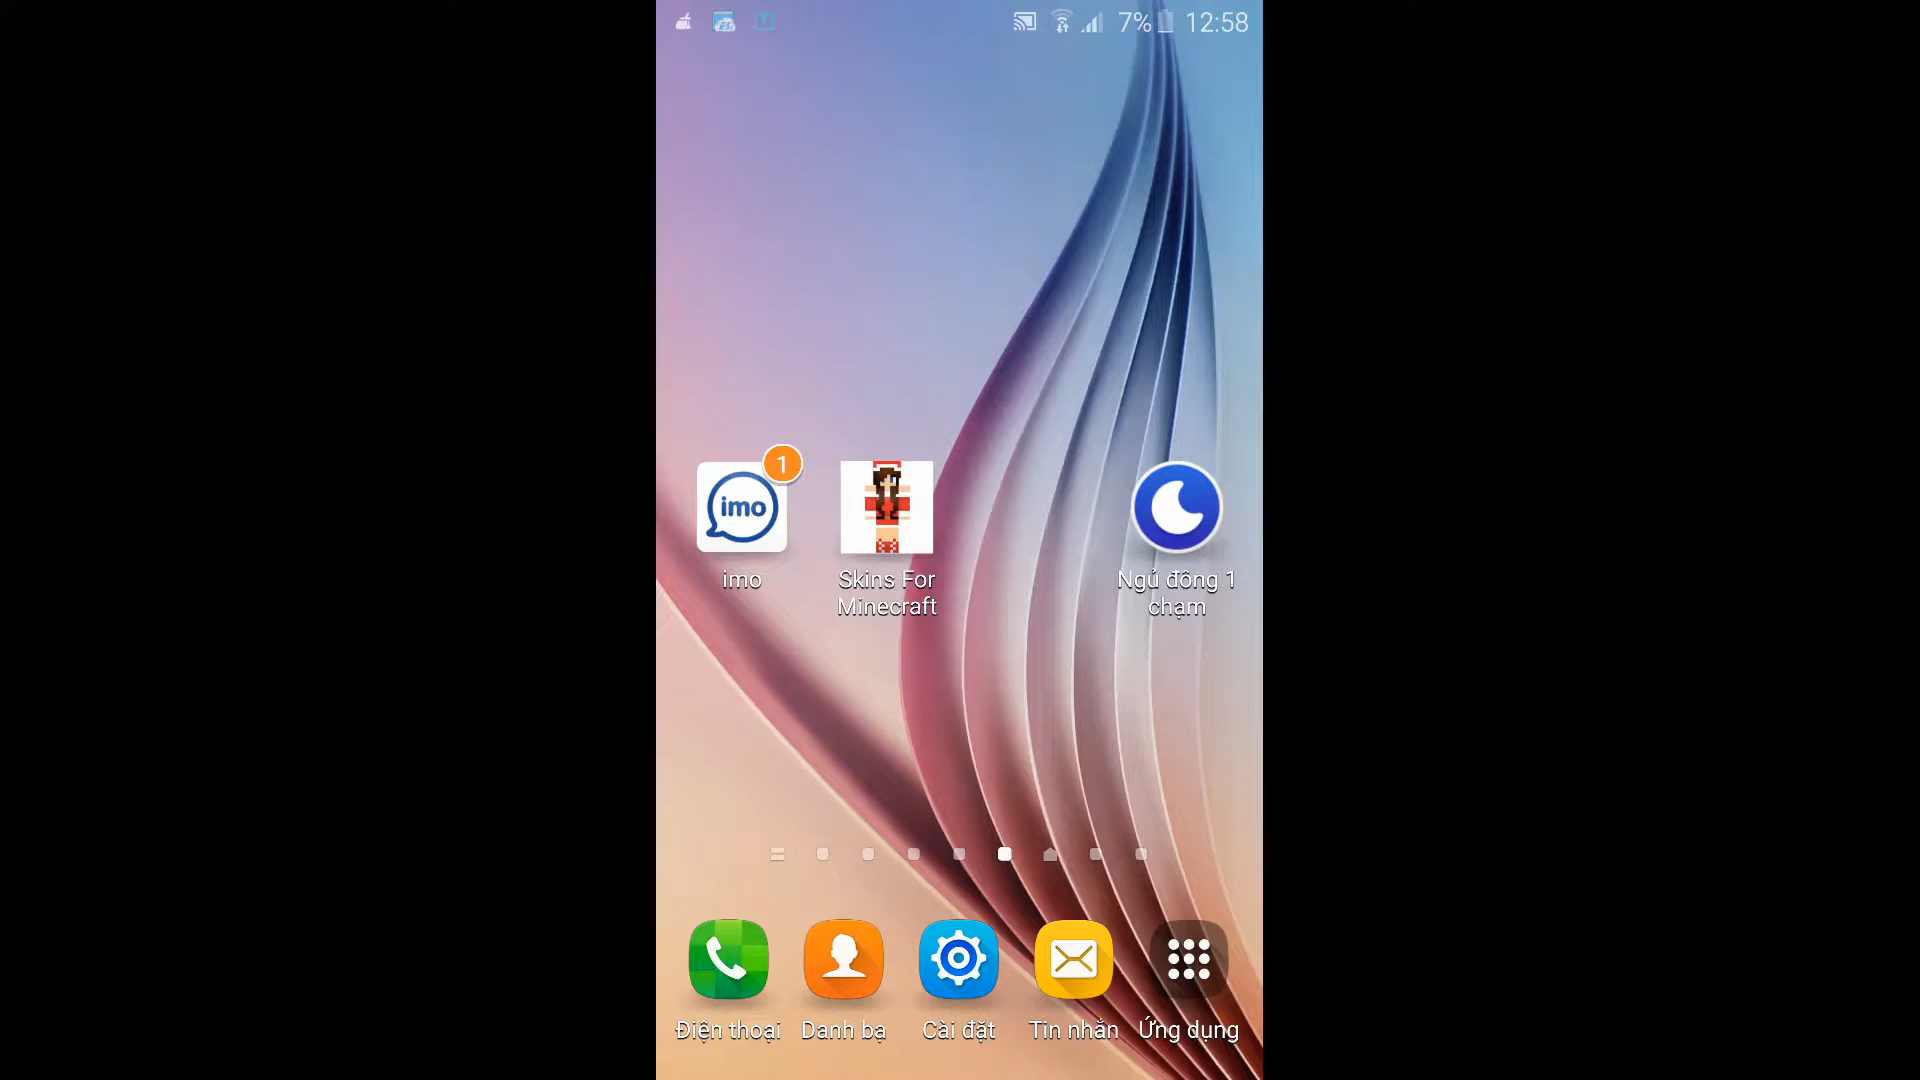 7% 12:58
1
imo
imo
Skins For
Minecraft
Ngủ đông 1
chạm
Điện thoại
Danh bạ
Cài đặt
Tin nhắn
Ứng dụng